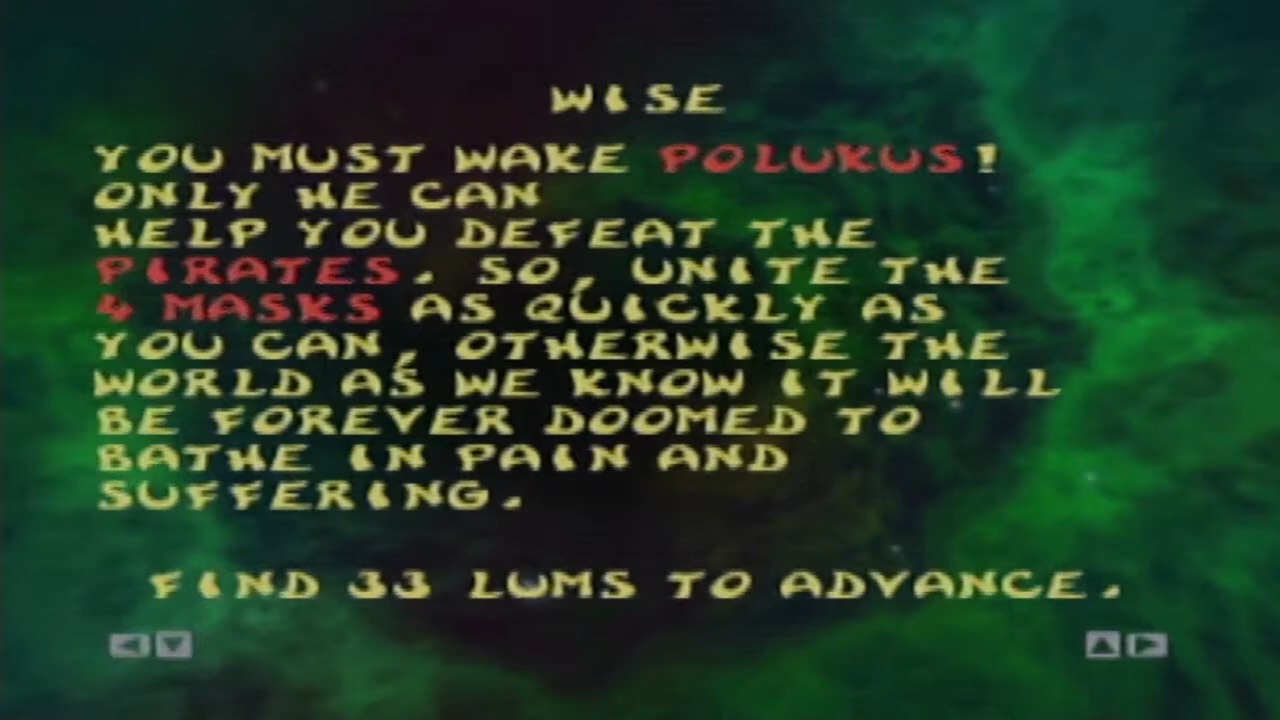 WISE
YOU MUST WAKE POLUKUS!
ONLY HE CAN
HELP YOU DEFEAT THE
PIRATES. SO, UNITE THE
4 MASKS AS QUICKLY AS
YOU CAN, OTHERWISE THE
WORLD AS WE KNOW IT WILL
BE FOREVER DOOMED TO
BATHE IN PAIN AND
SUFFERING.
FIND 33 LUMS TO ADVANCE.